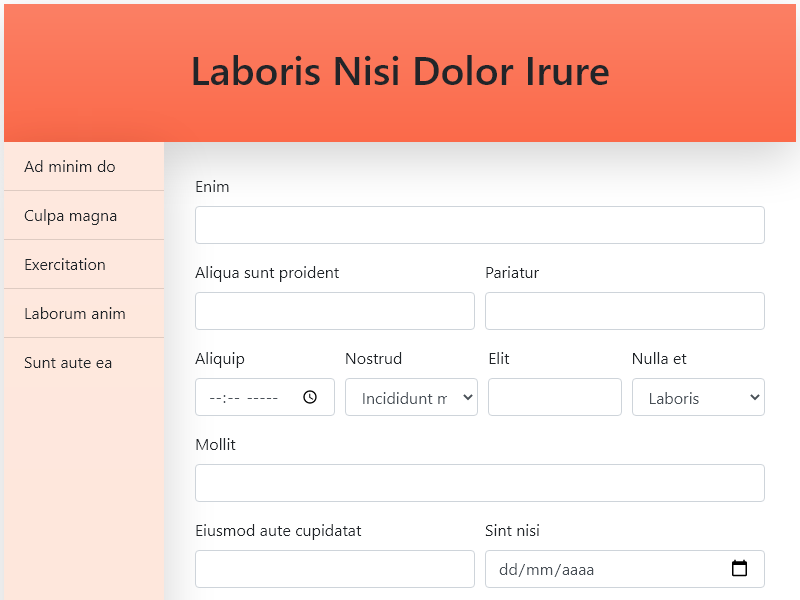 Laboris Nisi Dolor Irure
Ad minim do
Culpa magna
Exercitation
Laborum anim
Sunt aute ea
Enim
Aliqua sunt proident
Pariatur
Aliquip
Nostrud
Elit
Nulla et
--:-- -----
Incididunt m
Laboris
Mollit
Eiusmod aute cupidatat
Sint nisi
dd/mm/aaaa